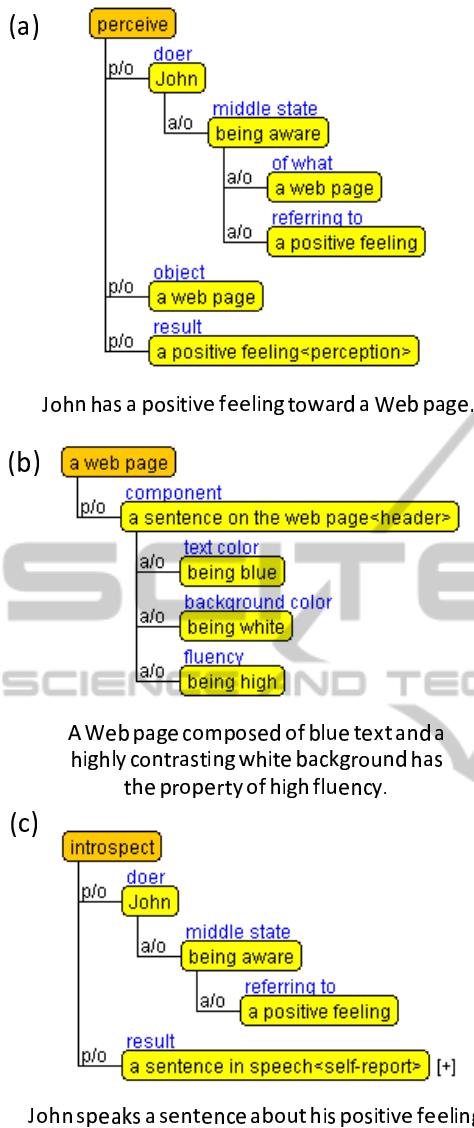 (a)
perceive
doer
p/o
John
middle state
a/o
being aware
of what
a/o
a web page
referring to
a/o
a positive feeling
object
p/o
a web page
result
p/o
a positive feeling<perception>
John has a positive feeling toward a Web page.
(b)
a web page
component
p/o
a sentence on the web page<header>
text color
a/o
being blue
background color
a/o
being white
fluency
a/o
being high
SCITE
SCIENCE AND TEC
A Web page composed of blue text and a
highly contrasting white background has
the property of high fluency.
(c)
introspect
doer
p/o
John
middle state
a/o
being aware
referring to
a/o
a positive feeling
result
p/o
a sentence in speech<self-report> [+]
John speaks a sentence about his positive feeling